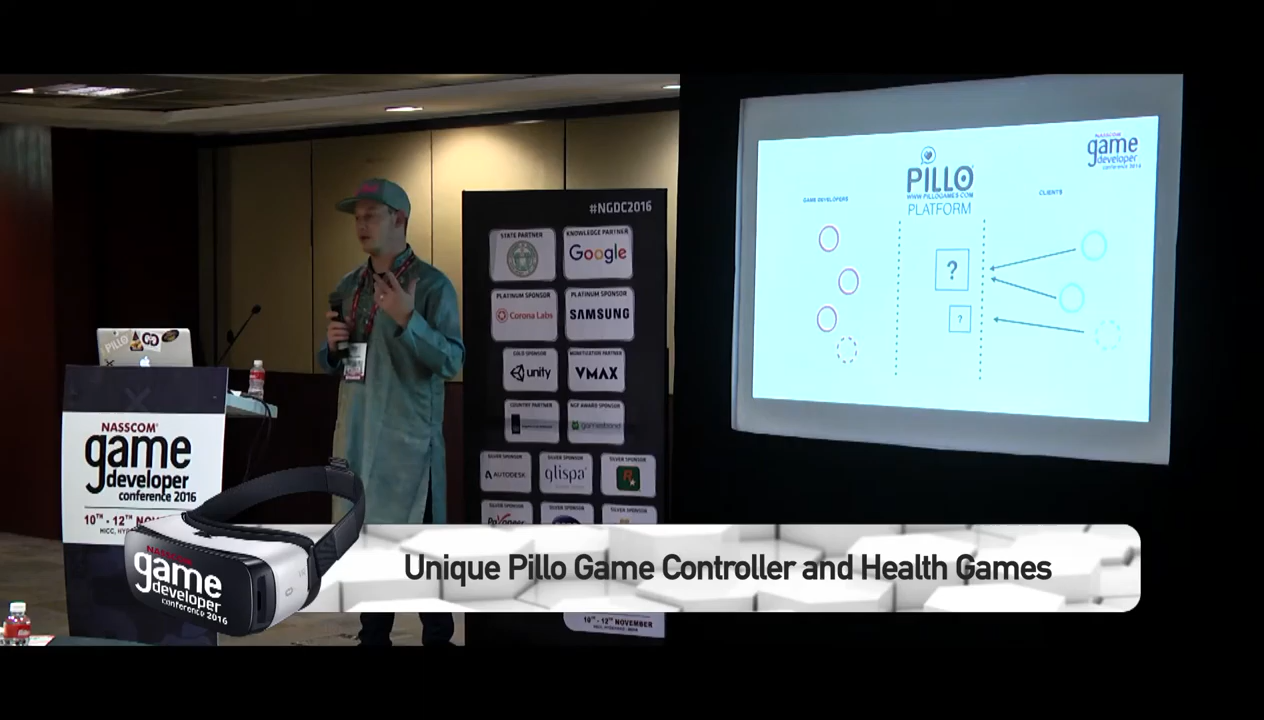 #NGDC2016
STATE PARTNER
KNOWLEDGE PARTNER
Google
PLATINUM SPONSOR
PLATINUM SPONSOR
Corona Labs
SAMSUNG
GOLD SPONSOR
MONETIZATION PARTNER
unity
VMAX
COUNTRY PARTNER
NGF AWARD SPONSOR
gamesbond
SILVER SPONSOR
SILVER SPONSOR
SILVER SPONSOR
AUTODESK
glispa
R
SILVER SPONSOR
SILVER SPONSOR
SILVER SPONSOR
Payoneer
10TH - 12TH NOVEMBER
PILLO
NASSCOM
game
developer
conference 2016
10TH - 12TH
NASSCOM
game
developer
conference 2016
PILLO
WWW.PILLOGAMES.COM
PLATFORM
GAME DEVELOPERS
CLIENTS
?
?
NASSCOM
game
developer
conference 2016
Unique Pillo Game Controller and Health Games